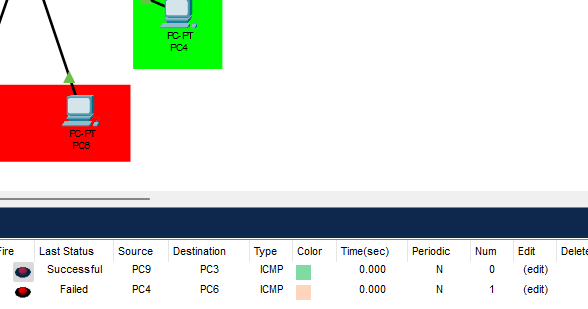 PC-PT
PC4
PC-PT
Fire Last Status Source Destination Type Color Time(sec) Periodic Num Edit Delete
Successful PC9 PC3 ICMP 0.000 N 0 (edit)
Failed PC4 PC6 ICMP 0.000 N 1 (edit)